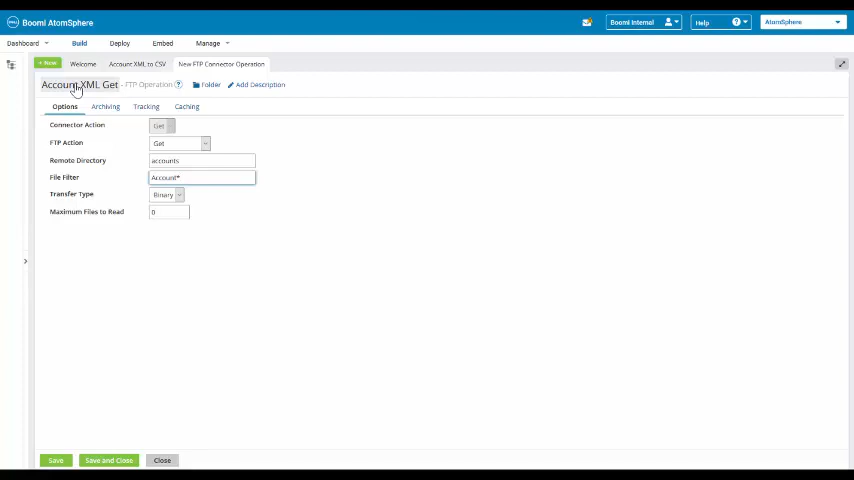 DELL Boomi AtomSphere
Boomi Internal
Help
AtomSphere
Dashboard Build Deploy Embed Manage
+ New Welcome Account XML to CSV New FTP Connector Operation
Account XML Get - FTP Operation ? Folder Add Description
Options Archiving Tracking Caching
Connector Action Get
FTP Action Get
Remote Directory accounts
File Filter Account*
Transfer Type Binary
Maximum Files to Read 0
Save Save and Close Close